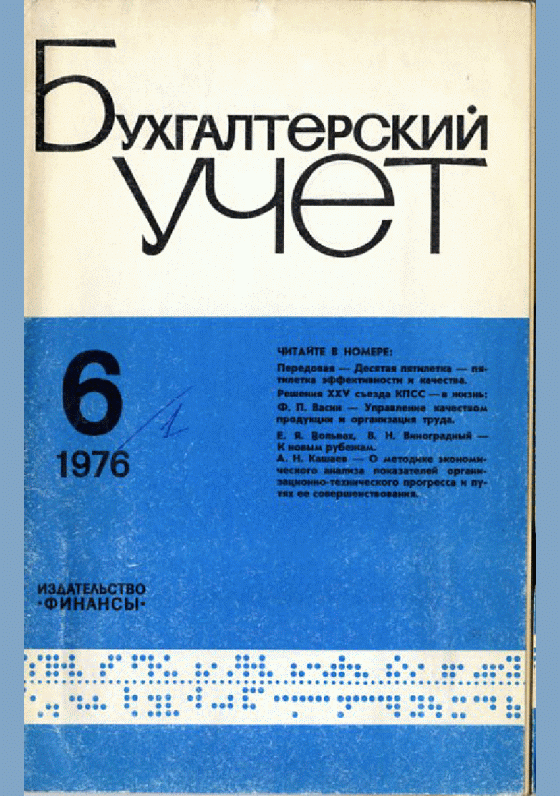 Бухгалтерский
учет
6
/1
1976
ЧИТАЙТЕ В НОМЕРЕ:
Передовая — Десятая пятилетка — пя-
тилетка эффективности и качества.
Решения XXV съезда КПСС — в жизнь:
Ф. П. Васин — Управление качеством
продукции и организация труда.
Е. Я. Вольвох, В. Н. Виноградный —
К новым рубежам.
А. Н. Кашаев — О методике экономи-
ческого анализа показателей органи-
зационно-технического прогресса и пу-
тях ее совершенствования.
ИЗДАТЕЛЬСТВО
·ФИНАНСЫ·